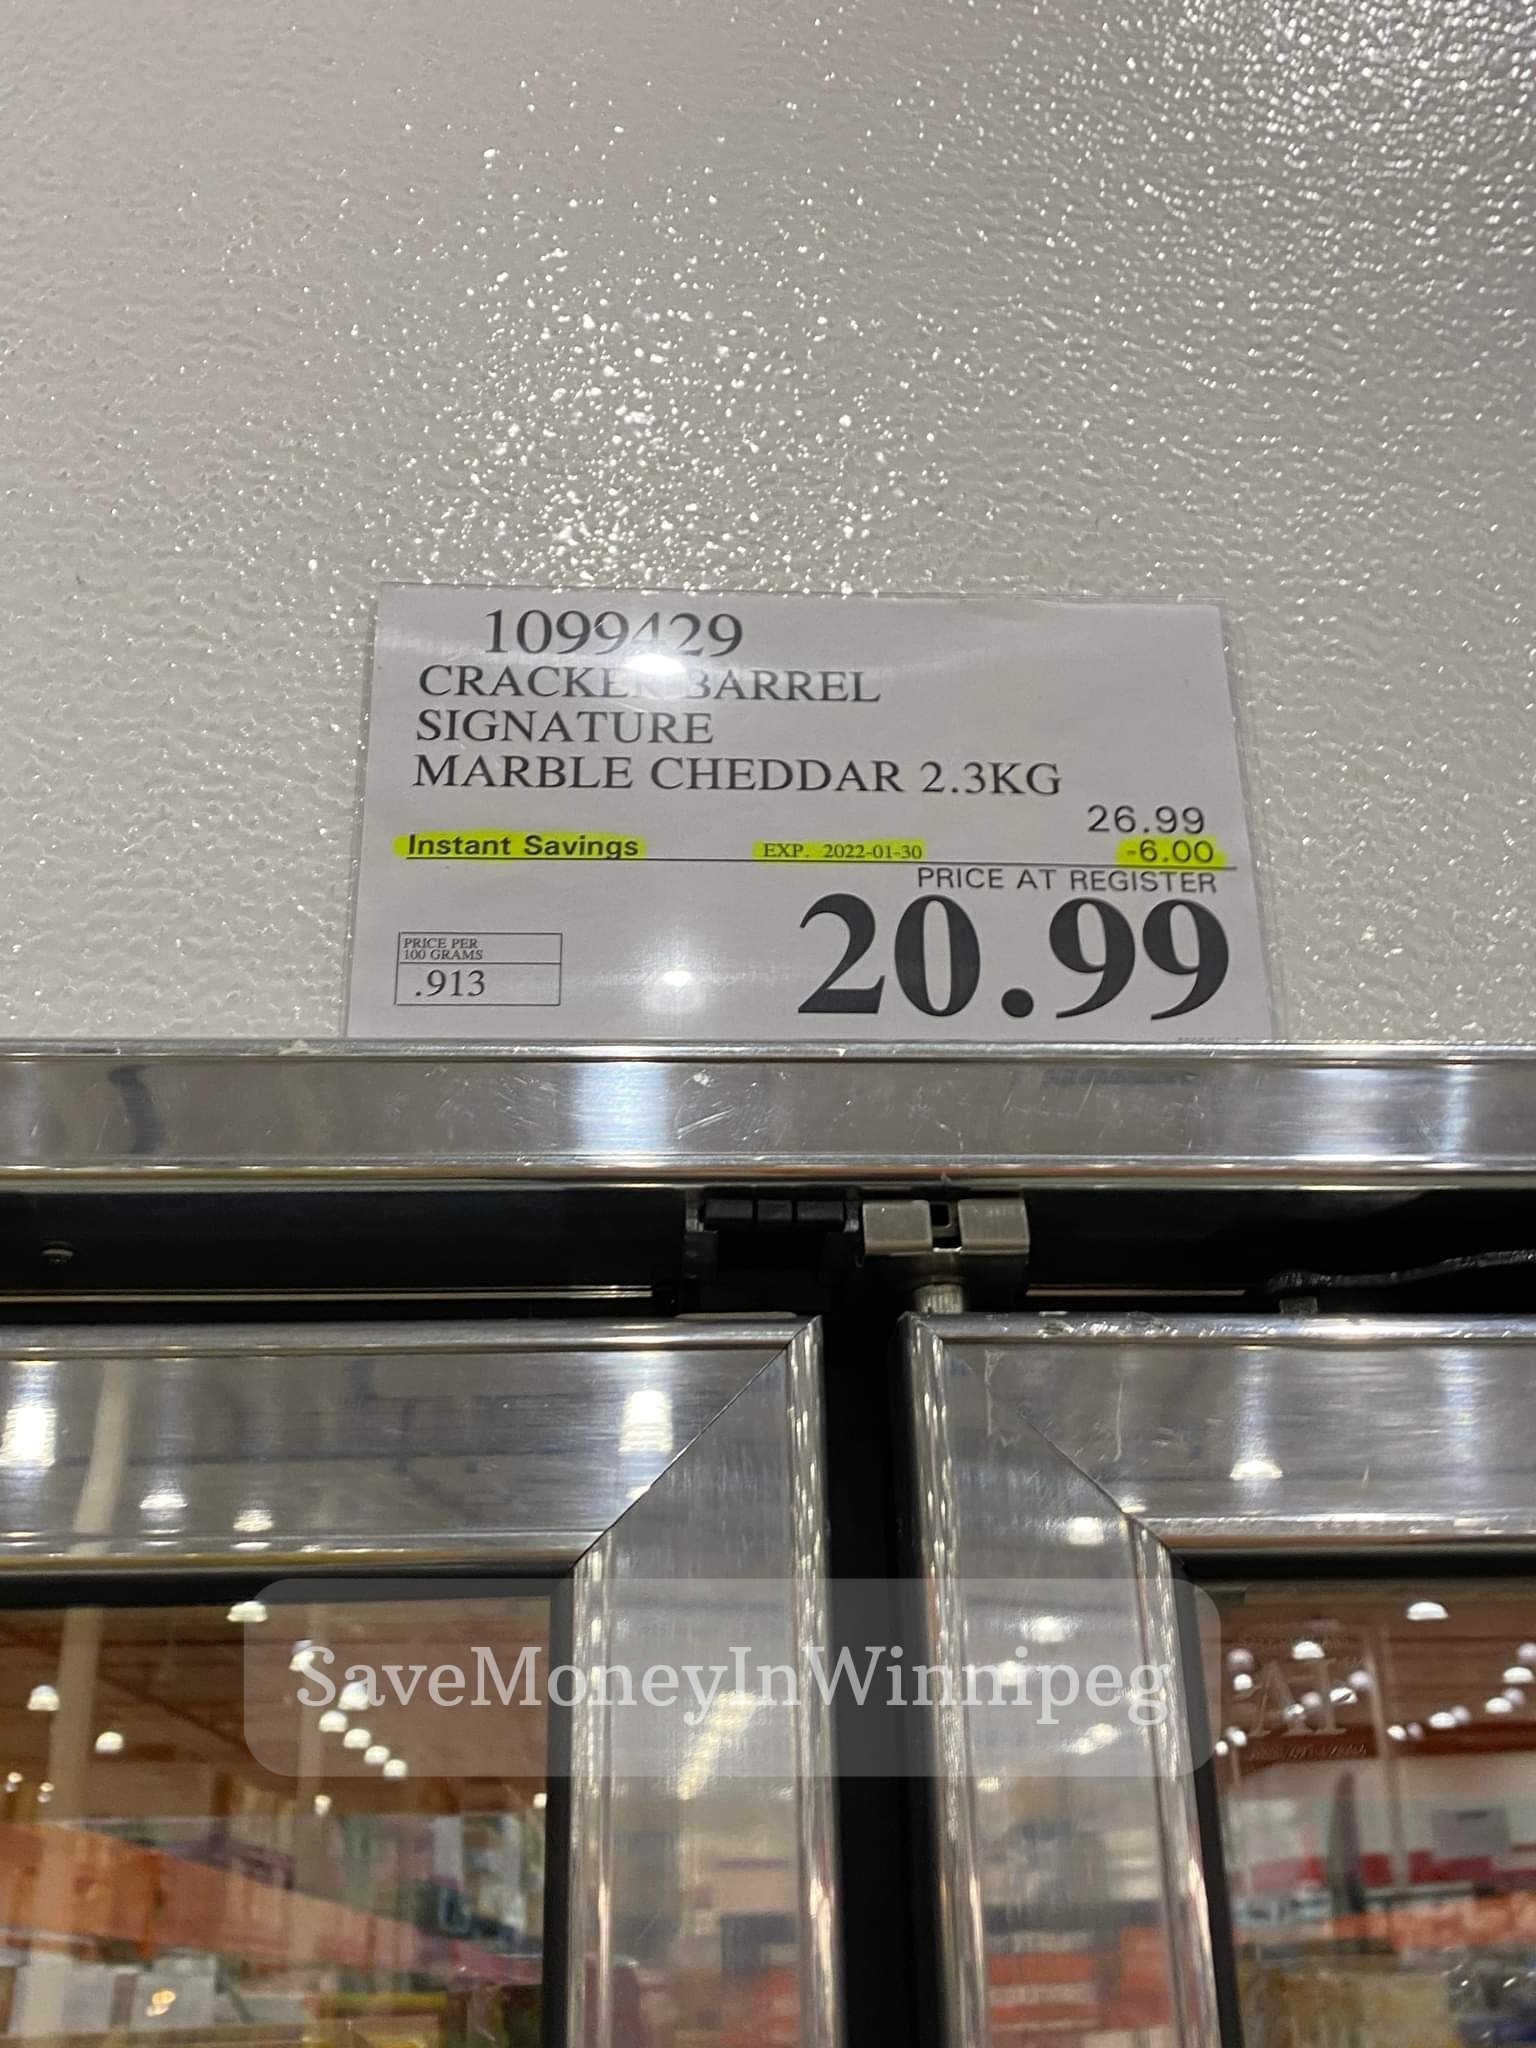 1099429
CRACKER BARREL
SIGNATURE
MARBLE CHEDDAR 2.3KG
26.99
Instant Savings EXP. 2022-01-30 -6.00
PRICE AT REGISTER
20.99
PRICE PER
100 GRAMS
.913
SaveMoneyInWinnipeg